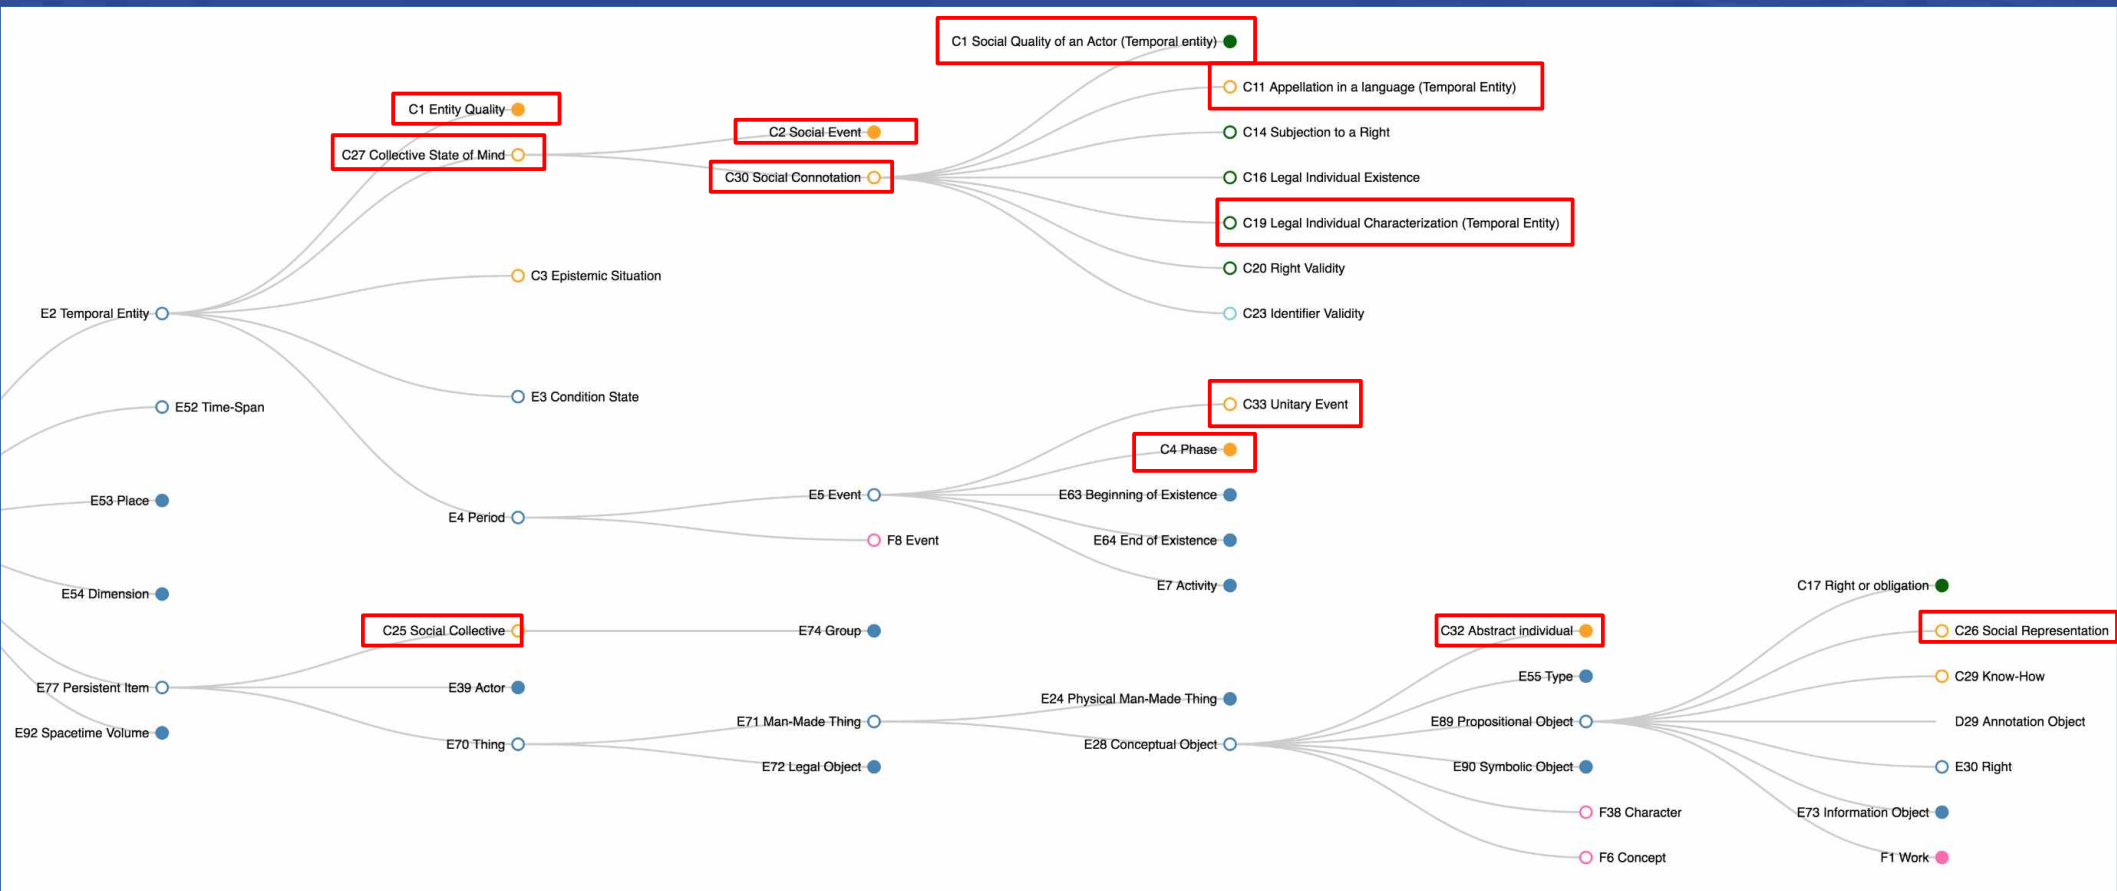 C1 Social Quality of an Actor (Temporal entity)
C11 Appellation in a language (Temporal Entity)
C1 Entity Quality
C2 Social Event
C14 Subjection to a Right
C27 Collective State of Mind
C30 Social Connotation
C16 Legal Individual Existence
C19 Legal Individual Characterization (Temporal Entity)
C3 Epistemic Situation
C20 Right Validity
E2 Temporal Entity
C23 Identifier Validity
E3 Condition State
E52 Time-Span
C33 Unitary Event
C4 Phase
E53 Place
E5 Event
E63 Beginning of Existence
E4 Period
F8 Event
E64 End of Existence
E54 Dimension
E7 Activity
C17 Right or obligation
C25 Social Collective
E74 Group
C32 Abstract individual
C26 Social Representation
E77 Persistent Item
E39 Actor
E24 Physical Man-Made Thing
E55 Type
C29 Know-How
E92 Spacetime Volume
E71 Man-Made Thing
E89 Propositional Object
D29 Annotation Object
E70 Thing
E28 Conceptual Object
E72 Legal Object
E90 Symbolic Object
E30 Right
F38 Character
E73 Information Object
F6 Concept
F1 Work